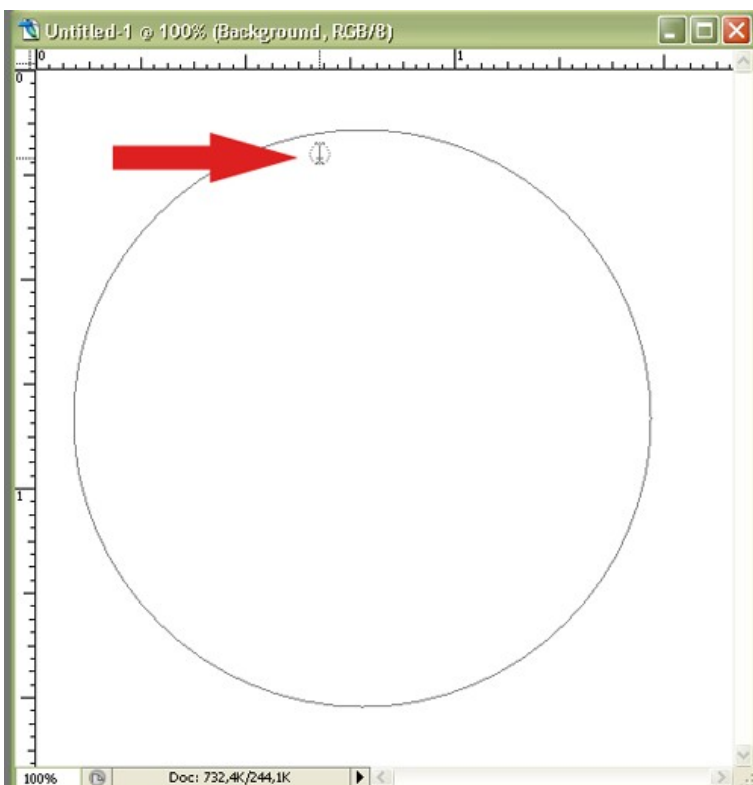 Untitled-1 @ 100% (Background, RGB/8)
0 1
0
1
100% Doc: 732,4K/244,1K